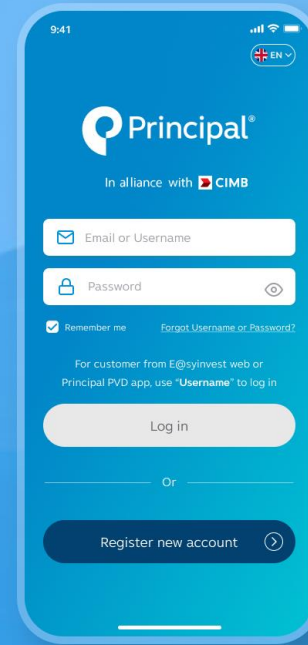 9:41
EN
Principal®
In alliance with CIMB
Email or Username
Password
Remember me Forgot Username or Password?
For customer from E@syinvest web or
Principal PVD app, use "Username" to log in
Log in
Or
Register new account